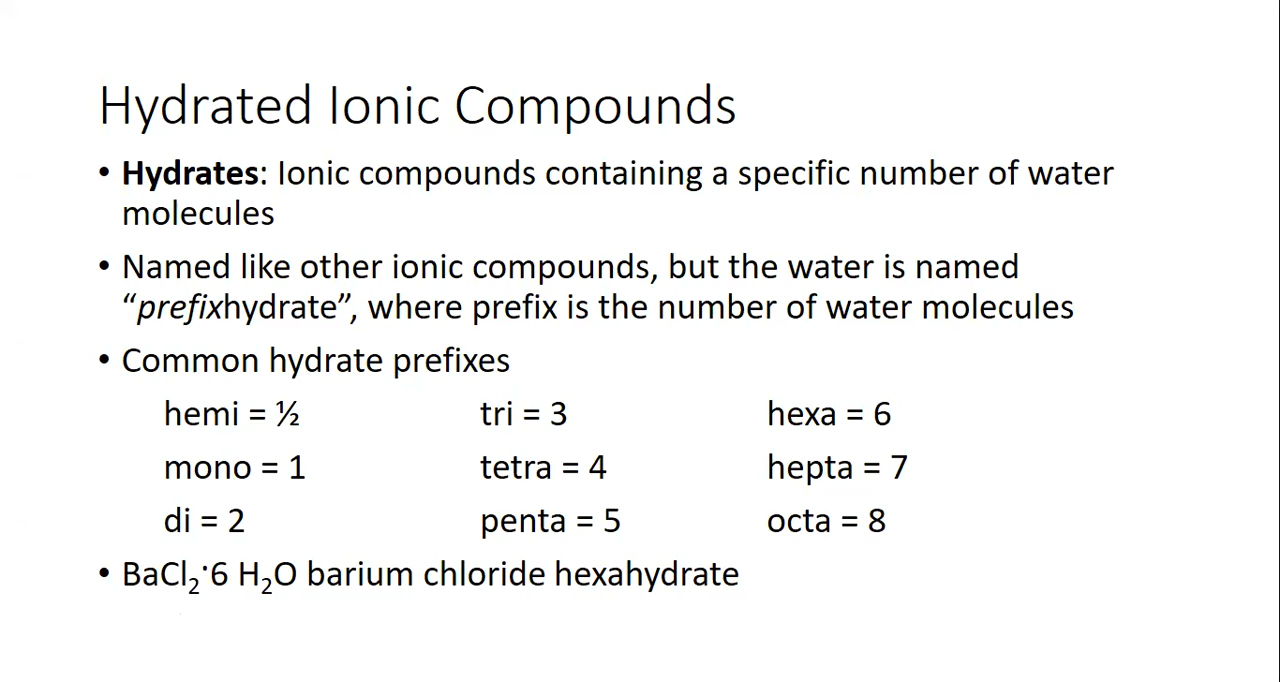 Hydrated Ionic Compounds
• Hydrates: Ionic compounds containing a specific number of water
molecules
• Named like other ionic compounds, but the water is named
“prefixhydrate”, where prefix is the number of water molecules
• Common hydrate prefixes
hemi = ½ tri = 3 hexa = 6
mono = 1 tetra = 4 hepta = 7
di = 2 penta = 5 octa = 8
• BaCl₂·6 H₂O barium chloride hexahydrate